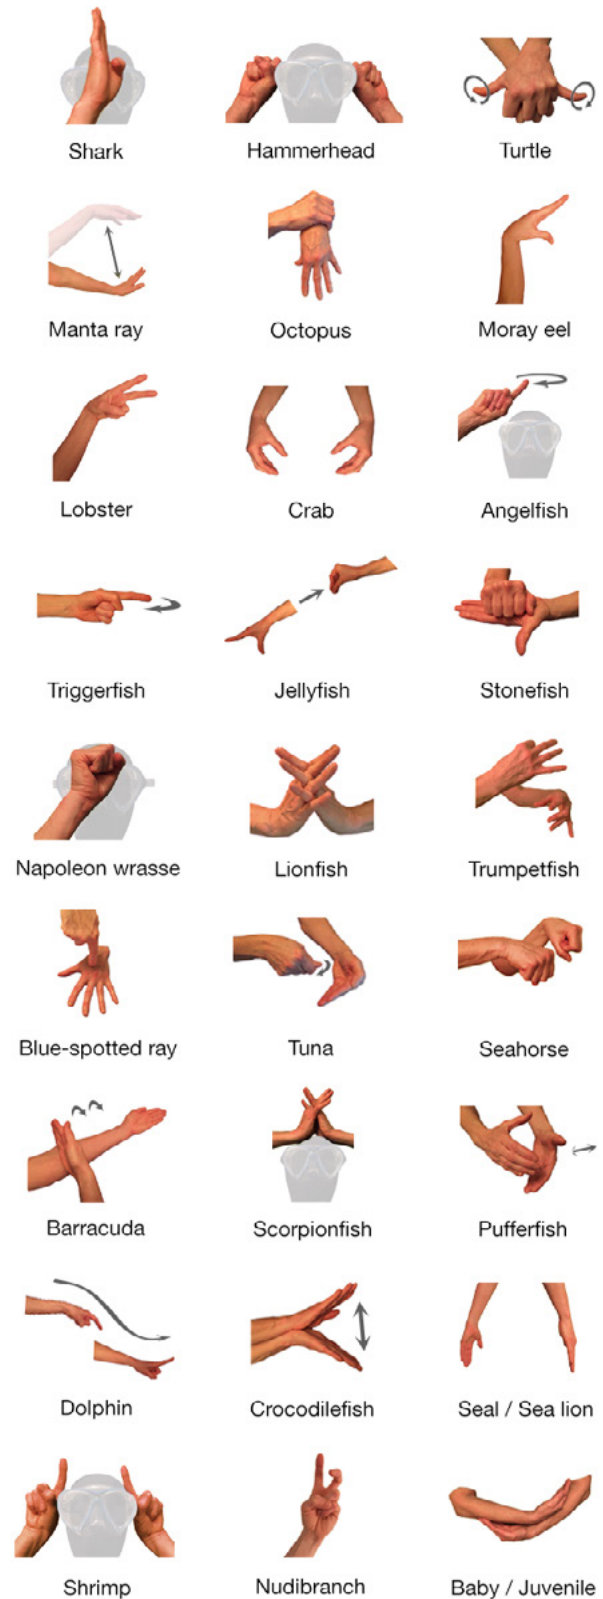 Shark
Hammerhead
Turtle
Manta ray
Octopus
Moray eel
Lobster
Crab
Angelfish
Triggerfish
Jellyfish
Stonefish
Napoleon wrasse
Lionfish
Trumpetfish
Blue-spotted ray
Tuna
Seahorse
Barracuda
Scorpionfish
Pufferfish
Dolphin
Crocodilefish
Seal / Sea lion
Shrimp
Nudibranch
Baby / Juvenile